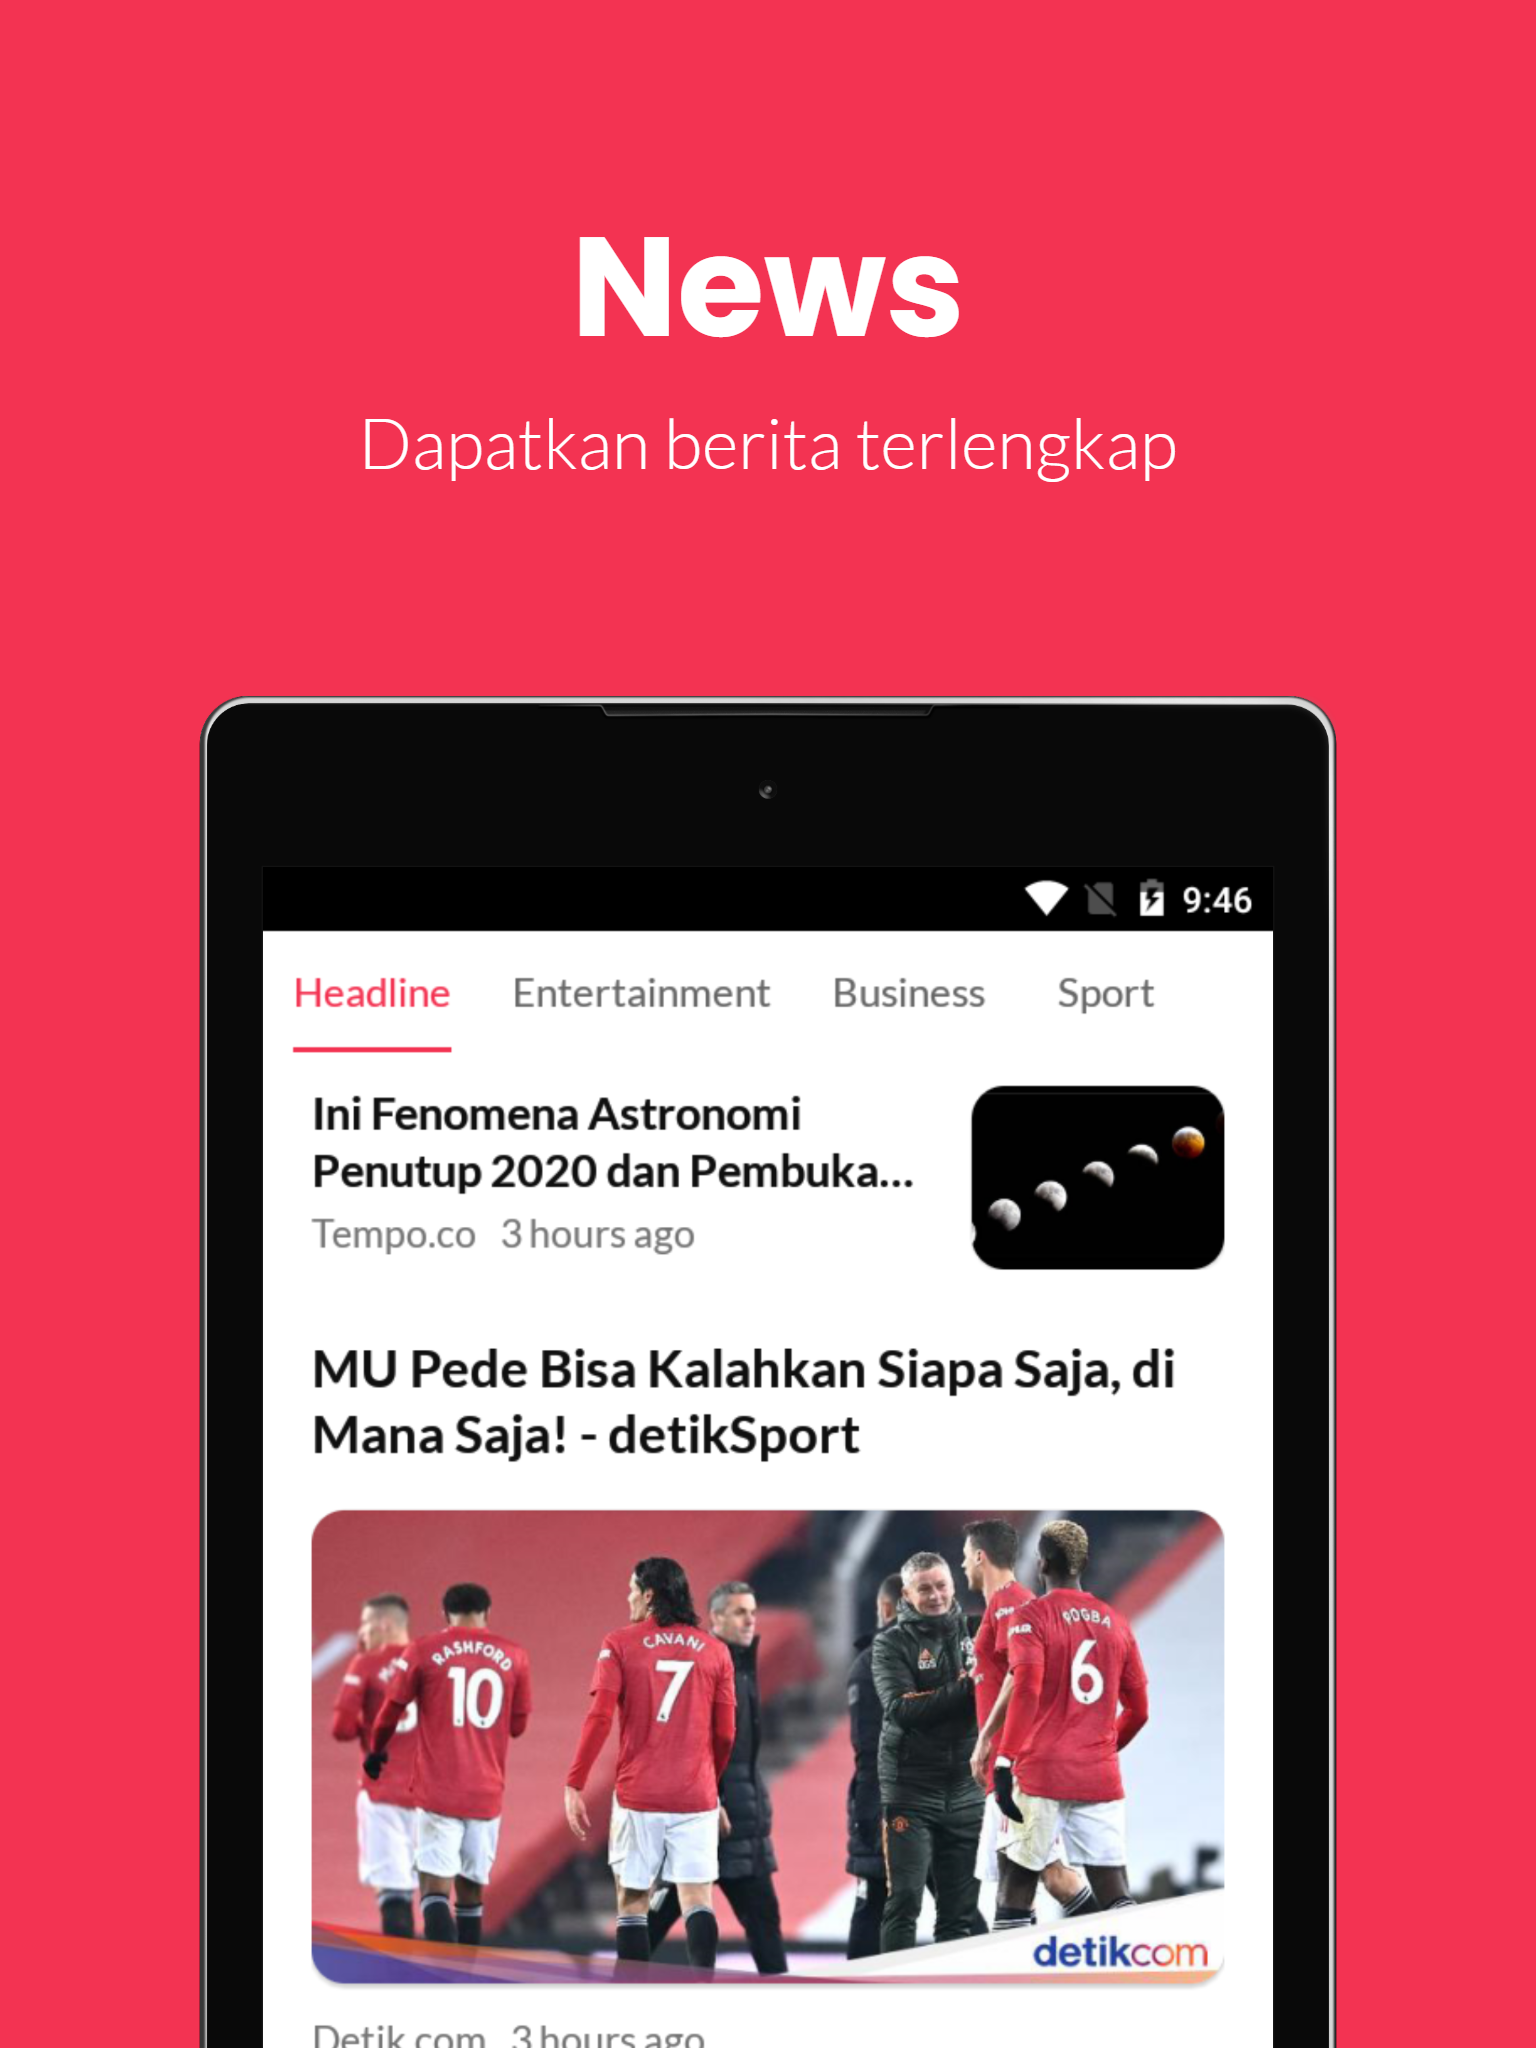 News
Dapatkan berita terlengkap
9:46
Headline Entertainment Business Sport
Ini Fenomena Astronomi
Penutup 2020 dan Pembuka...
Tempo.co 3 hours ago
MU Pede Bisa Kalahkan Siapa Saja, di
Mana Saja! - detikSport
RASHFORD
10
CAVANI
7
POGBA
6
detikcom
Detik.com 3 hours ago